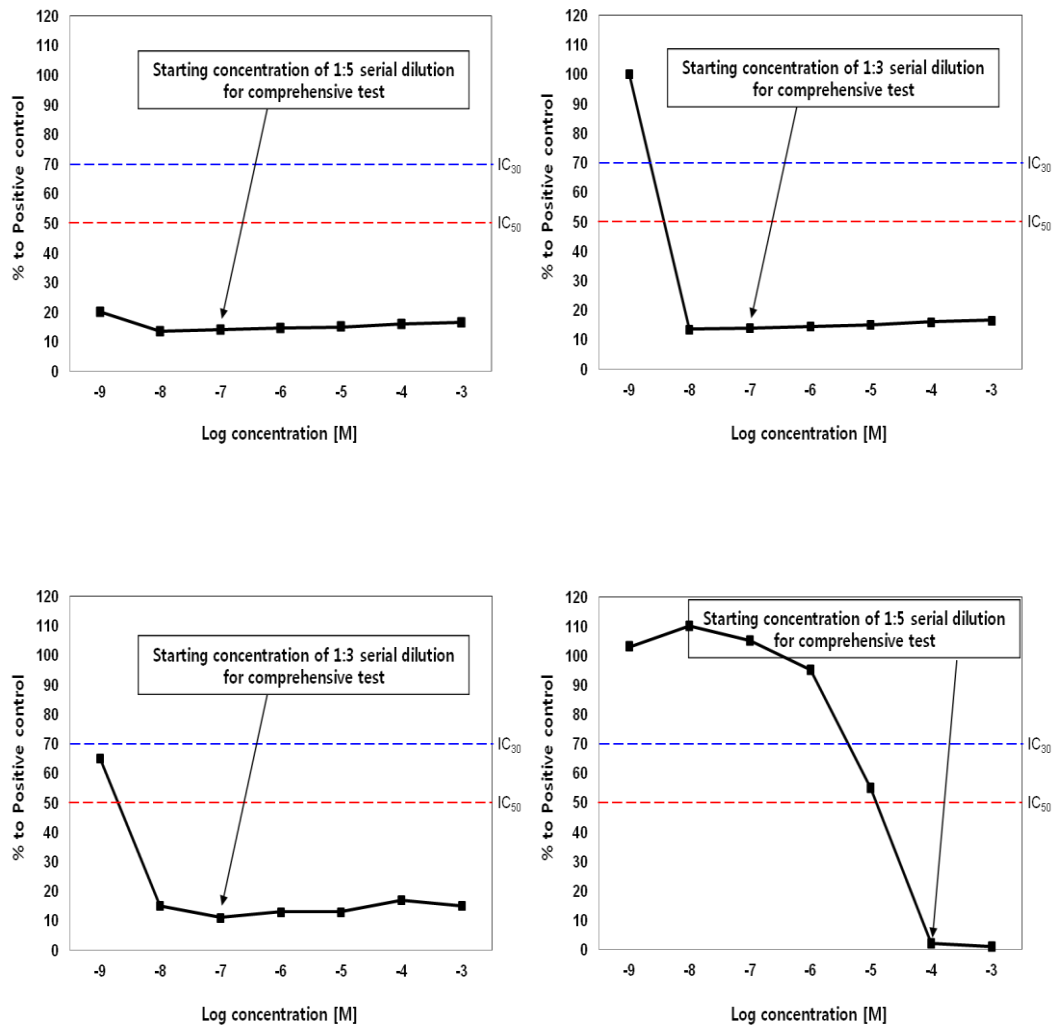 120
110
100
90
80
70
60
50
40
30
20
10
0
% to Positive control
Starting concentration of 1:5 serial dilution
for comprehensive test
IC30
IC50
-9 -8 -7 -6 -5 -4 -3
Log concentration [M]
120
110
100
90
80
70
60
50
40
30
20
10
0
% to Positive control
Starting concentration of 1:3 serial dilution
for comprehensive test
IC30
IC50
-9 -8 -7 -6 -5 -4 -3
Log concentration [M]
120
110
100
90
80
70
60
50
40
30
20
10
0
% to Positive control
Starting concentration of 1:3 serial dilution
for comprehensive test
IC30
IC50
-9 -8 -7 -6 -5 -4 -3
Log concentration [M]
120
110
100
90
80
70
60
50
40
30
20
10
0
% to Positive control
Starting concentration of 1:5 serial dilution
for comprehensive test
IC30
IC50
-9 -8 -7 -6 -5 -4 -3
Log concentration [M]